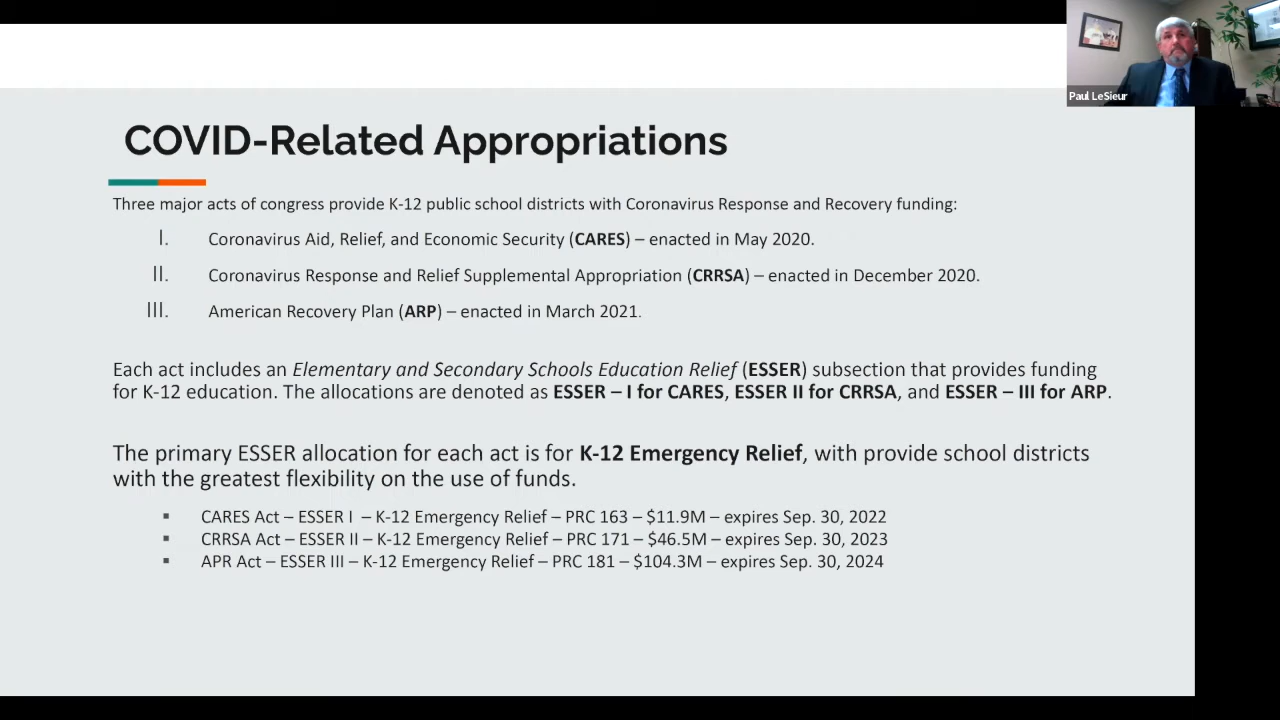 Paul LeSieur
COVID-Related Appropriations
Three major acts of congress provide K-12 public school districts with Coronavirus Response and Recovery funding:
I. Coronavirus Aid, Relief, and Economic Security (CARES) – enacted in May 2020.
II. Coronavirus Response and Relief Supplemental Appropriation (CRRSA) – enacted in December 2020.
III. American Recovery Plan (ARP) – enacted in March 2021.
Each act includes an Elementary and Secondary Schools Education Relief (ESSER) subsection that provides funding
for K-12 education. The allocations are denoted as ESSER – I for CARES, ESSER II for CRRSA, and ESSER – III for ARP.
The primary ESSER allocation for each act is for K-12 Emergency Relief, with provide school districts
with the greatest flexibility on the use of funds.
▪ CARES Act – ESSER I – K-12 Emergency Relief – PRC 163 – $11.9M – expires Sep. 30, 2022
▪ CRRSA Act – ESSER II – K-12 Emergency Relief – PRC 171 – $46.5M – expires Sep. 30, 2023
▪ APR Act – ESSER III – K-12 Emergency Relief – PRC 181 – $104.3M – expires Sep. 30, 2024